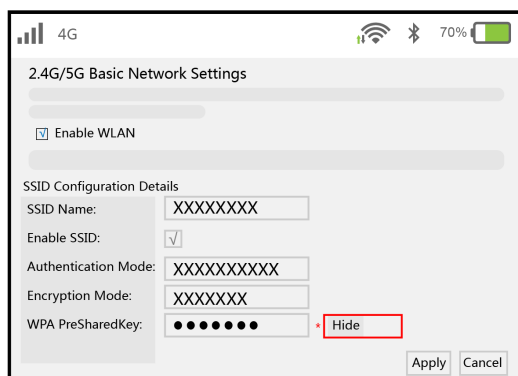 4G 70%
2.4G/5G Basic Network Settings
√ Enable WLAN
SSID Configuration Details
SSID Name: XXXXXXXX
Enable SSID: √
Authentication Mode: XXXXXXXXXX
Encryption Mode: XXXXXXX
WPA PreSharedKey: ●●●●●●● * Hide
Apply Cancel